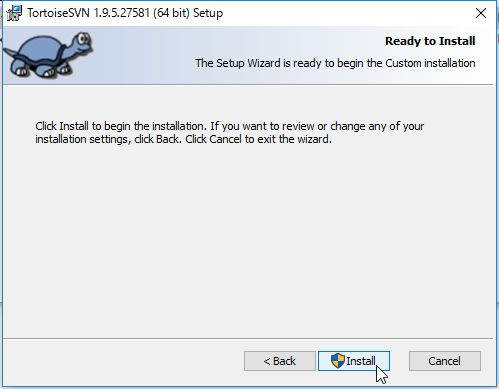 TortoiseSVN 1.9.5.27581 (64 bit) Setup
Ready to Install
The Setup Wizard is ready to begin the Custom installation
Click Install to begin the installation. If you want to review or change any of your
installation settings, click Back. Click Cancel to exit the wizard.
< Back
Install
Cancel